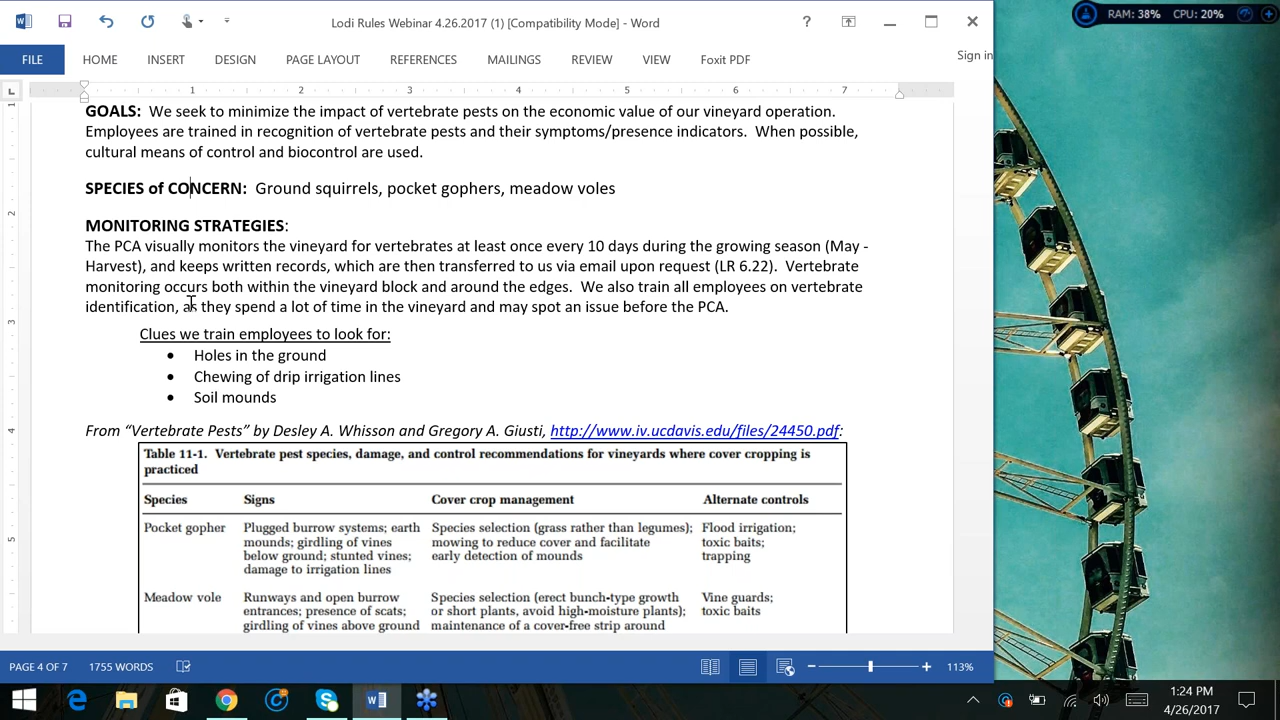 Lodi Rules Webinar 4.26.2017 (1) [Compatibility Mode] - Word
?
RAM: 38% CPU: 20%
FILE HOME INSERT DESIGN PAGE LAYOUT REFERENCES MAILINGS REVIEW VIEW Foxit PDF Sign in
1 2 3 4 5 6 7
GOALS: We seek to minimize the impact of vertebrate pests on the economic value of our vineyard operation.
Employees are trained in recognition of vertebrate pests and their symptoms/presence indicators. When possible,
cultural means of control and biocontrol are used.
SPECIES of CONCERN: Ground squirrels, pocket gophers, meadow voles
MONITORING STRATEGIES:
The PCA visually monitors the vineyard for vertebrates at least once every 10 days during the growing season (May -
Harvest), and keeps written records, which are then transferred to us via email upon request (LR 6.22). Vertebrate
monitoring occurs both within the vineyard block and around the edges. We also train all employees on vertebrate
identification, as they spend a lot of time in the vineyard and may spot an issue before the PCA.
Clues we train employees to look for:
• Holes in the ground
• Chewing of drip irrigation lines
• Soil mounds
From “Vertebrate Pests” by Desley A. Whisson and Gregory A. Giusti, http://www.iv.ucdavis.edu/files/24450.pdf:
Table 11-1. Vertebrate pest species, damage, and control recommendations for vineyards where cover cropping is
practiced
Species Signs Cover crop management Alternate controls
Pocket gopher Plugged burrow systems; earth Species selection (grass rather than legumes); Flood irrigation;
mounds; girdling of vines mowing to reduce cover and facilitate toxic baits;
below ground; stunted vines; early detection of mounds trapping
damage to irrigation lines
Meadow vole Runways and open burrow Species selection (erect bunch-type growth Vine guards;
entrances; presence of scats; or short plants, avoid high-moisture plants); toxic baits
girdling of vines above ground maintenance of a cover-free strip around
PAGE 4 OF 7 1755 WORDS 113%
1:24 PM
4/26/2017